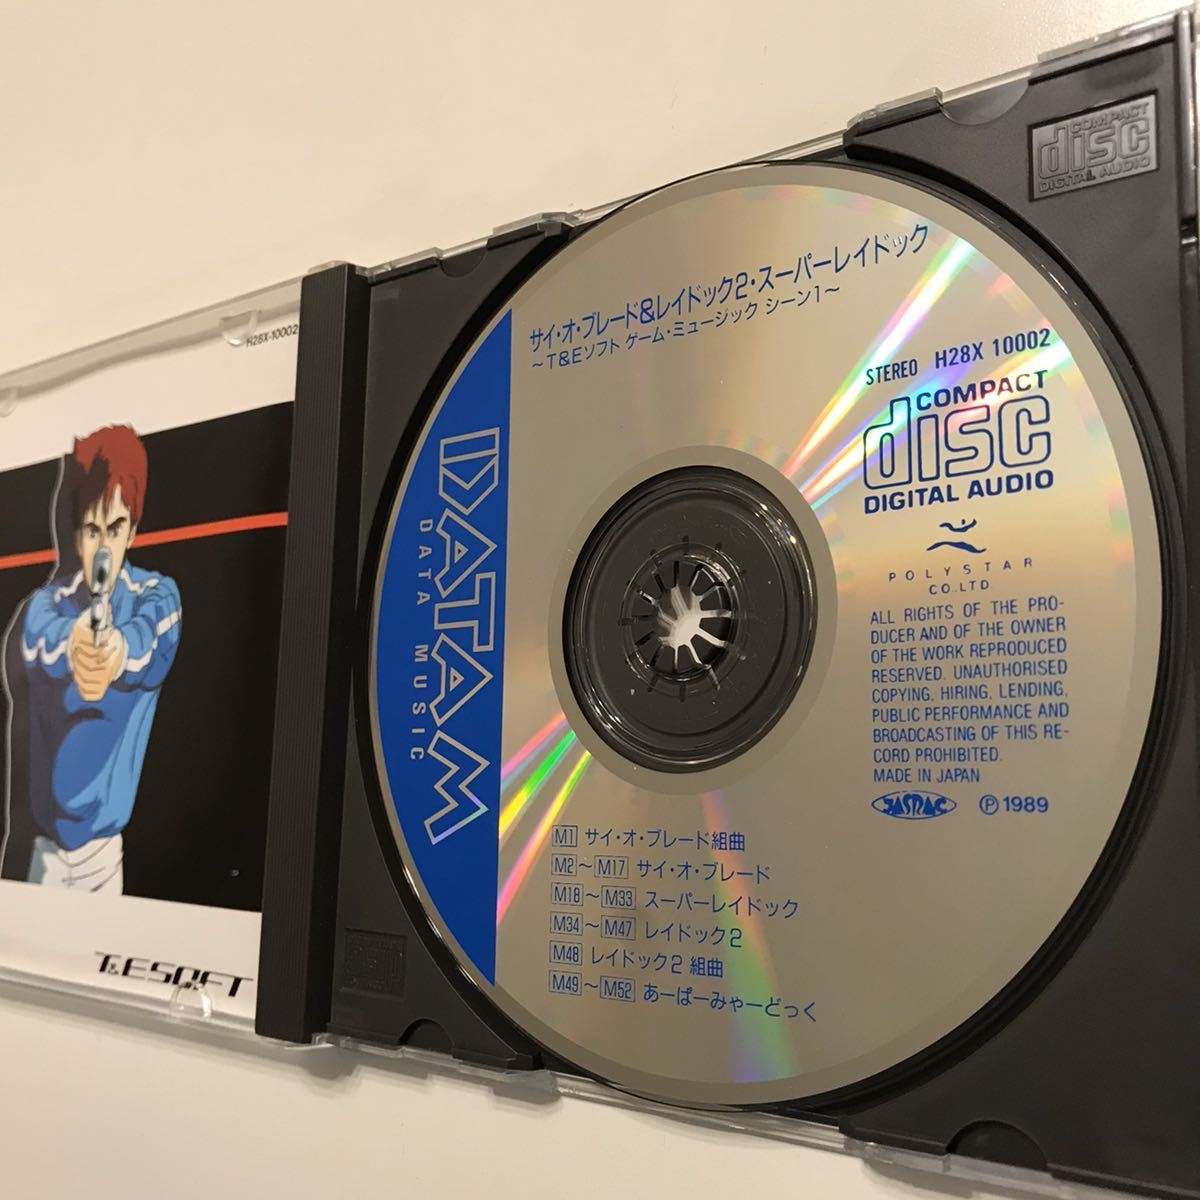 H28X-10002
T&E SOFT
COMPACT
disc
DIGITAL AUDIO
サイ・オ・ブレード&レイドック2・スーパーレイドック
～T&Eソフト ゲーム・ミュージック シーン1～
DATAM
DATA MUSIC
STEREO H28X 10002
COMPACT
disc
DIGITAL AUDIO
POLYSTAR
CO.LTD
ALL RIGHTS OF THE PRO-
DUCER AND OF THE OWNER
OF THE WORK REPRODUCED
RESERVED. UNAUTHORISED
COPYING, HIRING, LENDING,
PUBLIC PERFORMANCE AND
BROADCASTING OF THIS RE-
CORD PROHIBITED.
MADE IN JAPAN
JASRAC Ⓟ 1989
M1 サイ・オ・ブレード組曲
M2～M17 サイ・オ・ブレード
M18～M33 スーパーレイドック
M34～M47 レイドック2
M48 レイドック2 組曲
M49～M52 あーぱーみゃーどっく